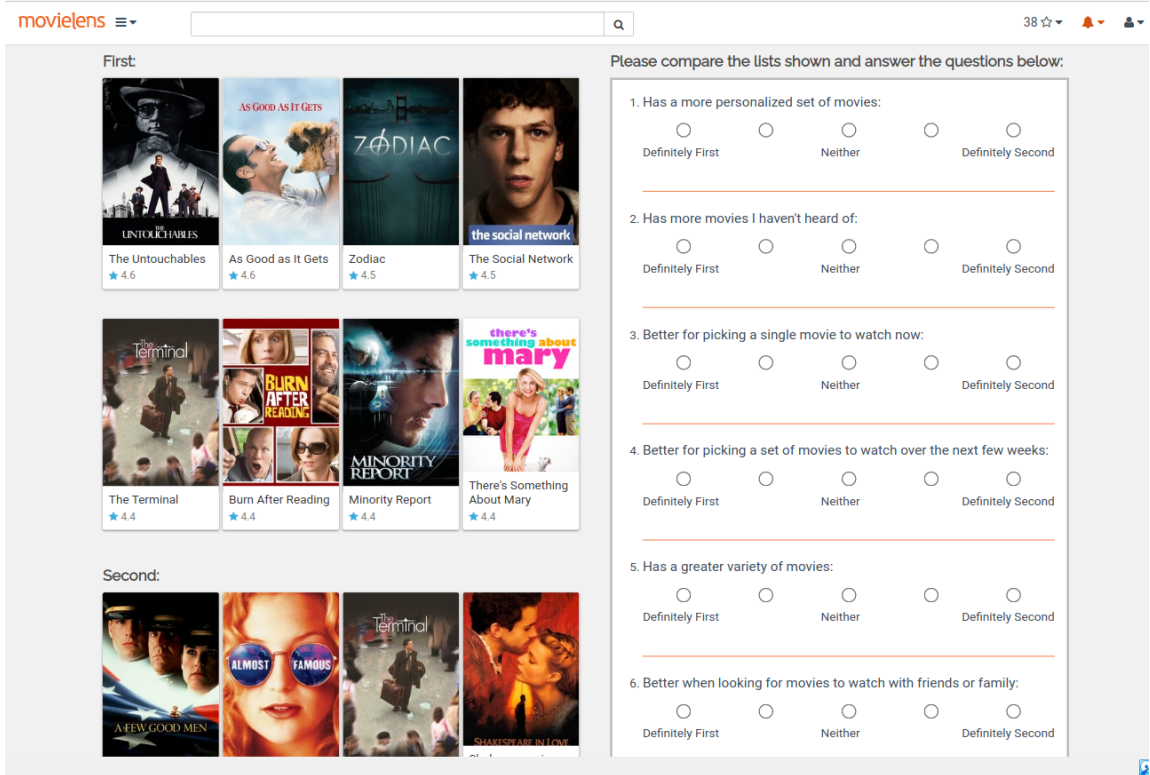 movielens
38
First:
AS GOOD AS IT GETS
ZODIAC
THE
UNTOUCHABLES
the social network
The Untouchables
As Good as It Gets
Zodiac
The Social Network
4.6
4.6
4.5
4.5
The Terminal
BURN
AFTER
READING
MINORITY
REPORT
there's
something about
mary
The Terminal
Burn After Reading
Minority Report
There's Something
About Mary
4.4
4.4
4.4
4.4
Second:
A FEW GOOD MEN
ALMOST FAMOUS
The Terminal
SHAKESPEARE IN LOVE
Please compare the lists shown and answer the questions below:
1. Has a more personalized set of movies:
Definitely First Neither Definitely Second
2. Has more movies I haven't heard of:
Definitely First Neither Definitely Second
3. Better for picking a single movie to watch now:
Definitely First Neither Definitely Second
4. Better for picking a set of movies to watch over the next few weeks:
Definitely First Neither Definitely Second
5. Has a greater variety of movies:
Definitely First Neither Definitely Second
6. Better when looking for movies to watch with friends or family:
Definitely First Neither Definitely Second